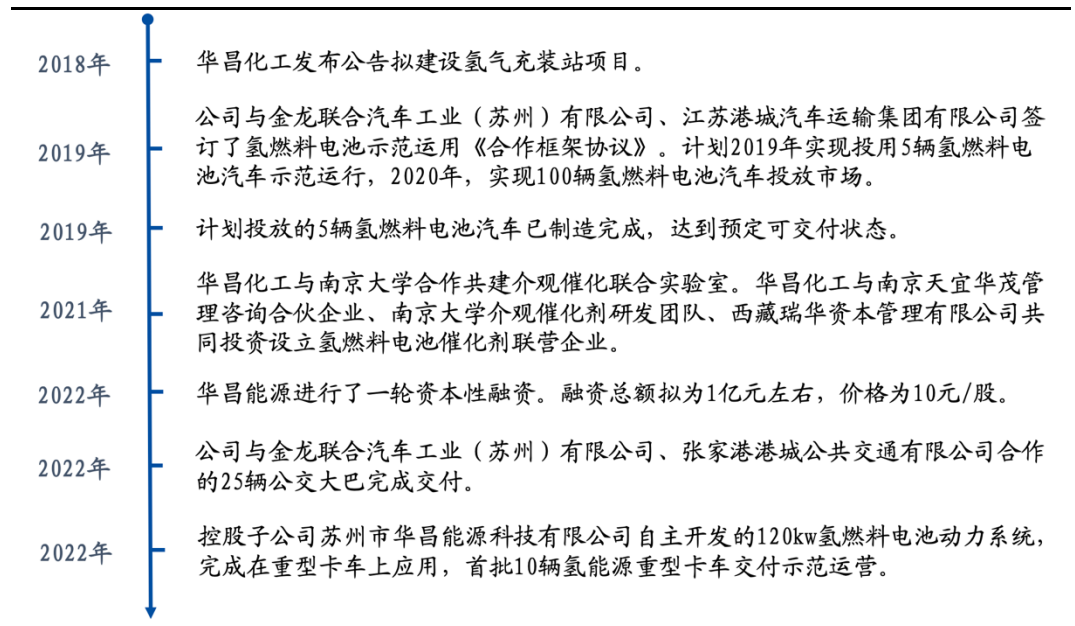 2018年
华昌化工发布公告拟建设氢气充装站项目。
2019年
公司与金龙联合汽车工业（苏州）有限公司、江苏港城汽车运输集团有限公司签
订了氢燃料电池示范运用《合作框架协议》。计划2019年实现投用5辆氢燃料电
池汽车示范运行，2020年，实现100辆氢燃料电池汽车投放市场。
2019年
计划投放的5辆氢燃料电池汽车已制造完成，达到预定可交付状态。
2021年
华昌化工与南京大学合作共建介观催化联合实验室。华昌化工与南京天宜华茂管
理咨询合伙企业、南京大学介观催化剂研发团队、西藏瑞华资本管理有限公司共
同投资设立氢燃料电池催化剂联营企业。
2022年
华昌能源进行了一轮资本性融资。融资总额拟为1亿元左右，价格为10元/股。
2022年
公司与金龙联合汽车工业（苏州）有限公司、张家港港城公共交通有限公司合作
的25辆公交大巴完成交付。
2022年
控股子公司苏州市华昌能源科技有限公司自主开发的120kw氢燃料电池动力系统，
完成在重型卡车上应用，首批10辆氢能源重型卡车交付示范运营。